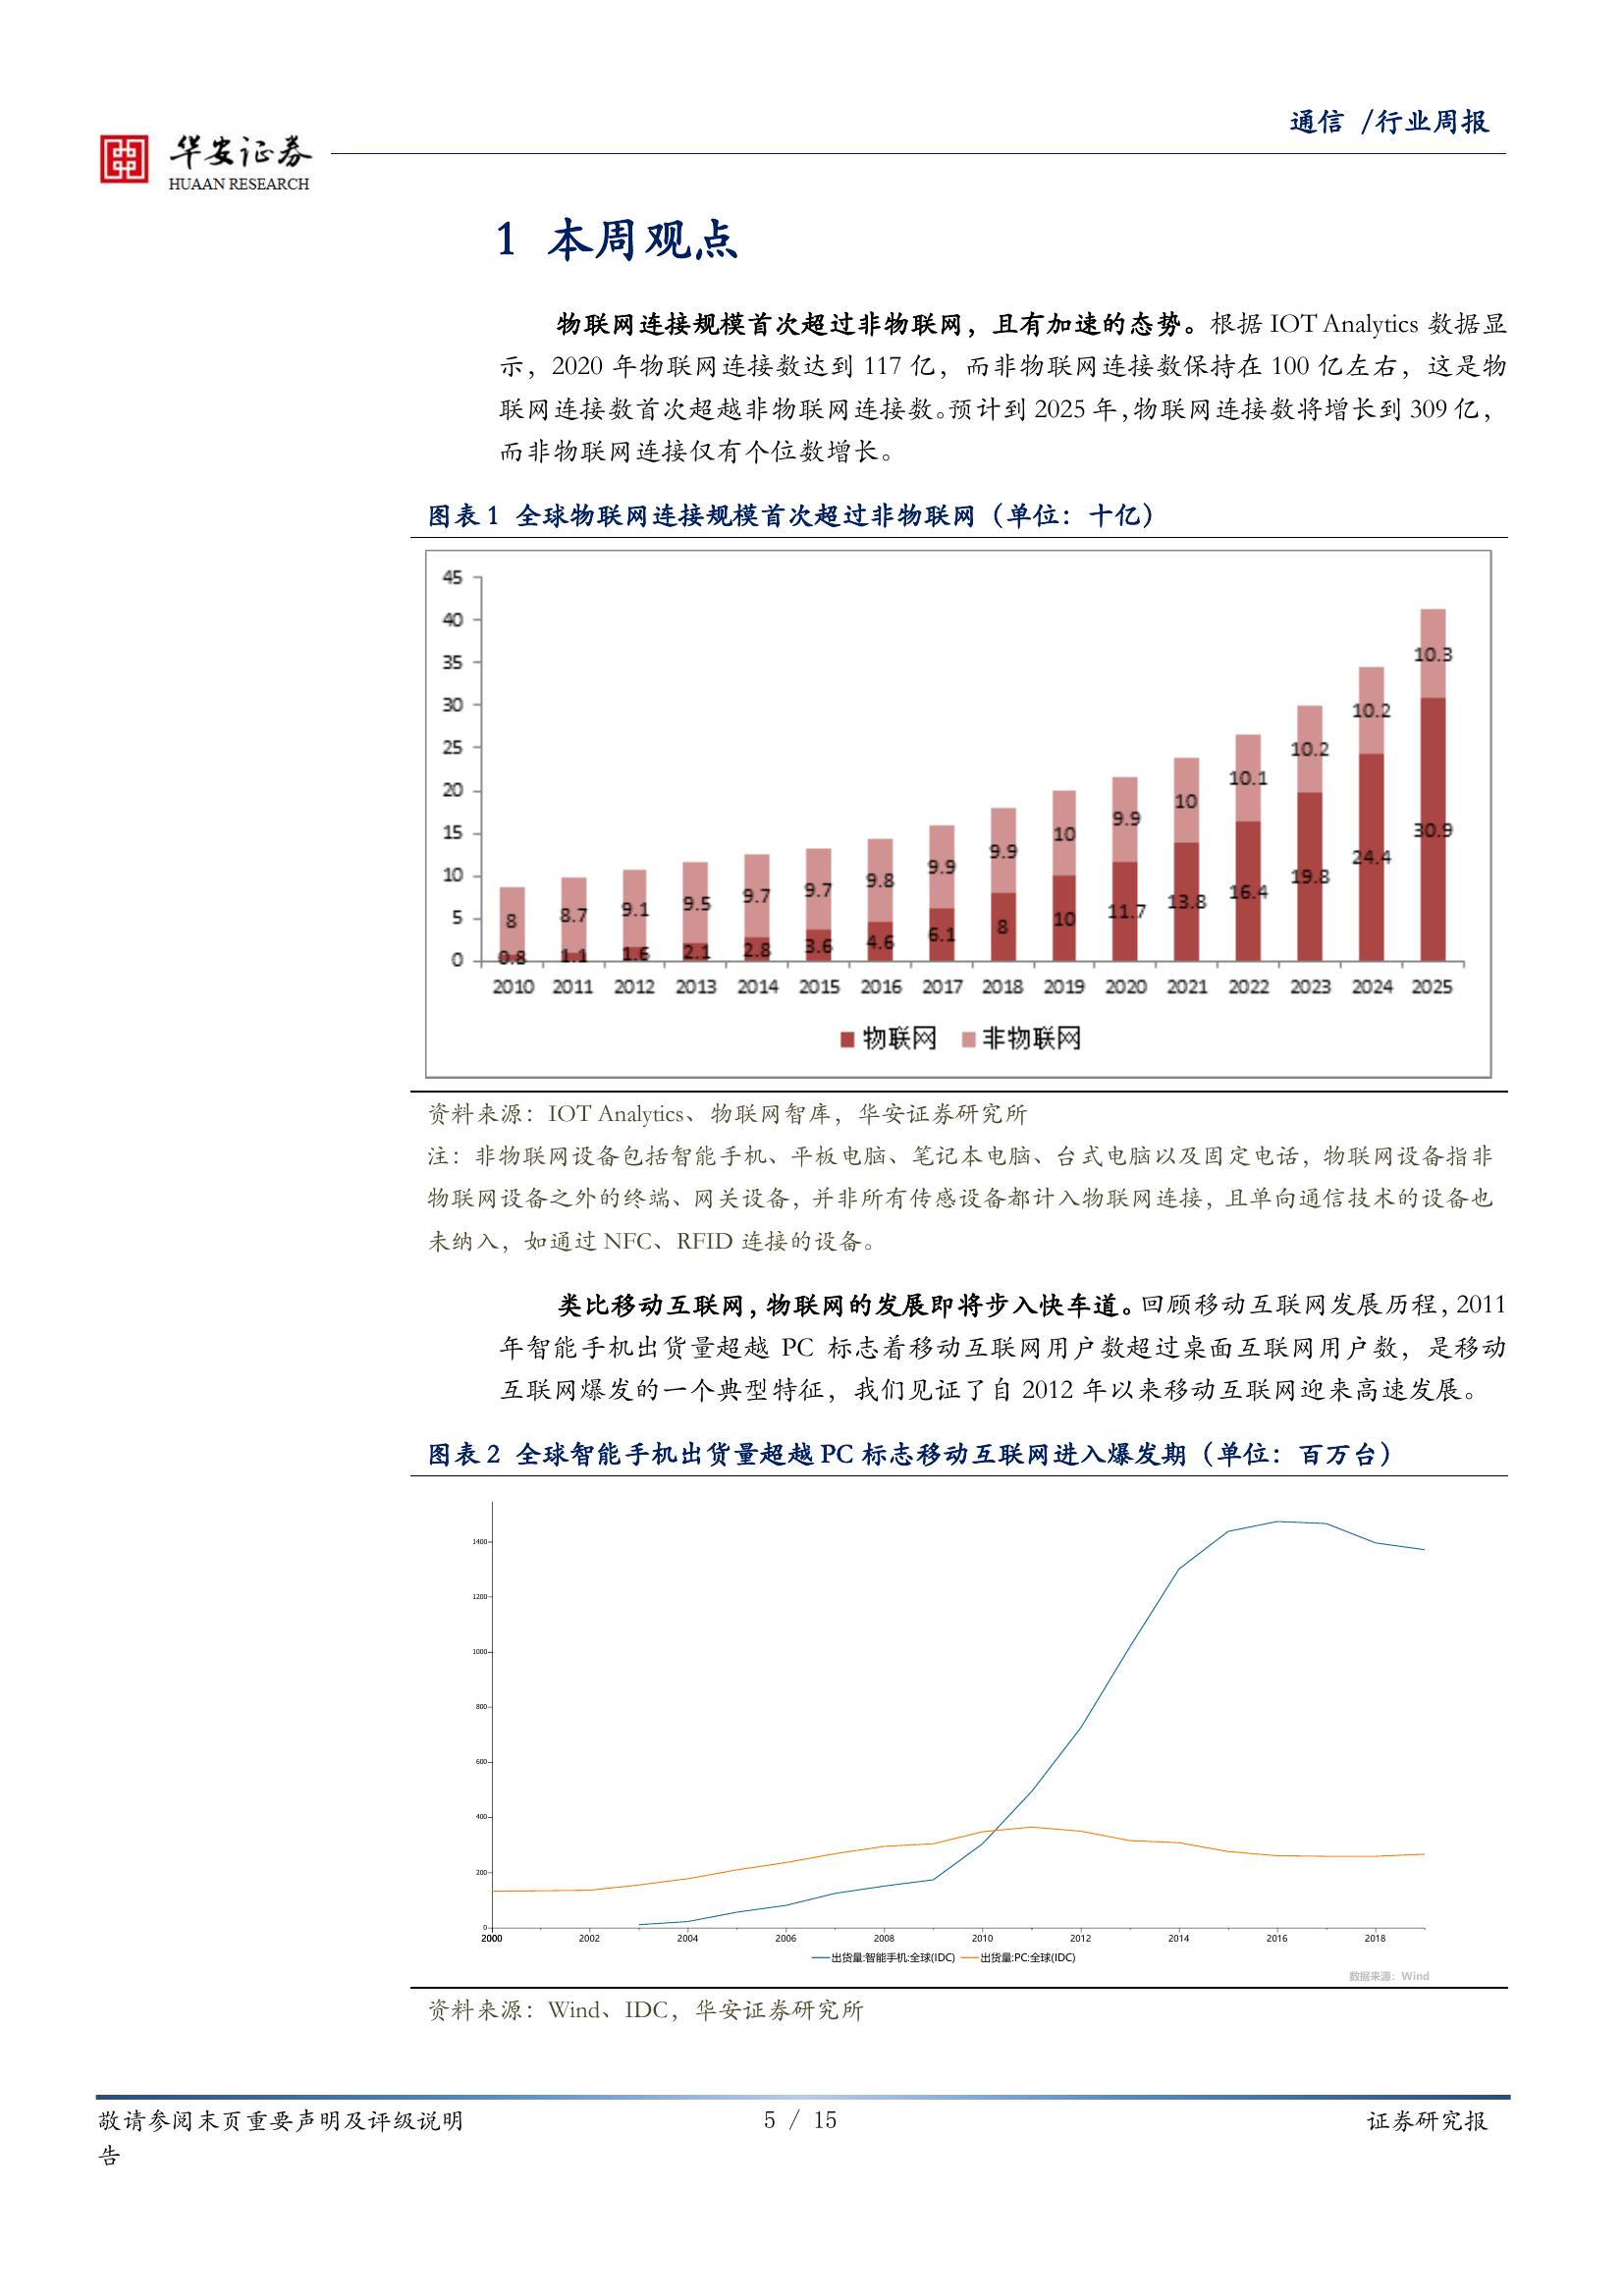 通信 /行业周报
华安证券
HUAAN RESEARCH
1 本周观点
物联网连接规模首次超过非物联网，且有加速的态势。根据 IOT Analytics 数据显
示，2020 年物联网连接数达到 117 亿，而非物联网连接数保持在 100 亿左右，这是物
联网连接数首次超越非物联网连接数。预计到 2025 年，物联网连接数将增长到 309 亿，
而非物联网连接仅有个位数增长。
图表 1 全球物联网连接规模首次超过非物联网（单位：十亿）
45
40
35
30
25
20
15
10
5
0
8 8.7 9.1 9.5 9.7 9.7 9.8 9.9 9.9 10 9.9 10 10.1 10.2 10.2 10.3
0.8 1.1 1.6 2.1 2.8 3.6 4.6 6.1 8 10 11.7 13.8 16.4 19.8 24.4 30.9
2010 2011 2012 2013 2014 2015 2016 2017 2018 2019 2020 2021 2022 2023 2024 2025
物联网 非物联网
资料来源：IOT Analytics、物联网智库，华安证券研究所
注：非物联网设备包括智能手机、平板电脑、笔记本电脑、台式电脑以及固定电话，物联网设备指非
物联网设备之外的终端、网关设备，并非所有传感设备都计入物联网连接，且单向通信技术的设备也
未纳入，如通过 NFC、RFID 连接的设备。
类比移动互联网，物联网的发展即将步入快车道。回顾移动互联网发展历程，2011
年智能手机出货量超越 PC 标志着移动互联网用户数超过桌面互联网用户数，是移动
互联网爆发的一个典型特征，我们见证了自 2012 年以来移动互联网迎来高速发展。
图表 2 全球智能手机出货量超越 PC 标志移动互联网进入爆发期（单位：百万台）
1400
1200
1000
800
600
400
200
0
2000 2002 2004 2006 2008 2010 2012 2014 2016 2018
出货量:智能手机:全球(IDC) 出货量:PC:全球(IDC)
数据来源：Wind
资料来源：Wind、IDC，华安证券研究所
敬请参阅末页重要声明及评级说明 5 / 15 证券研究报
告